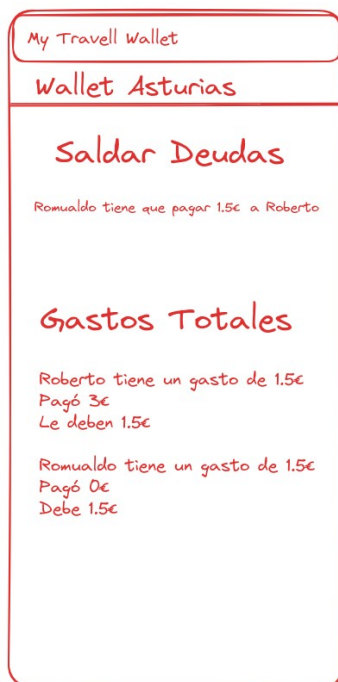 My Travell Wallet
Wallet Asturias
Saldar Deudas
Romualdo tiene que pagar 1.5€ a Roberto
Gastos Totales
Roberto tiene un gasto de 1.5€
Pagó 3€
Le deben 1.5€
Romualdo tiene un gasto de 1.5€
Pagó 0€
Debe 1.5€